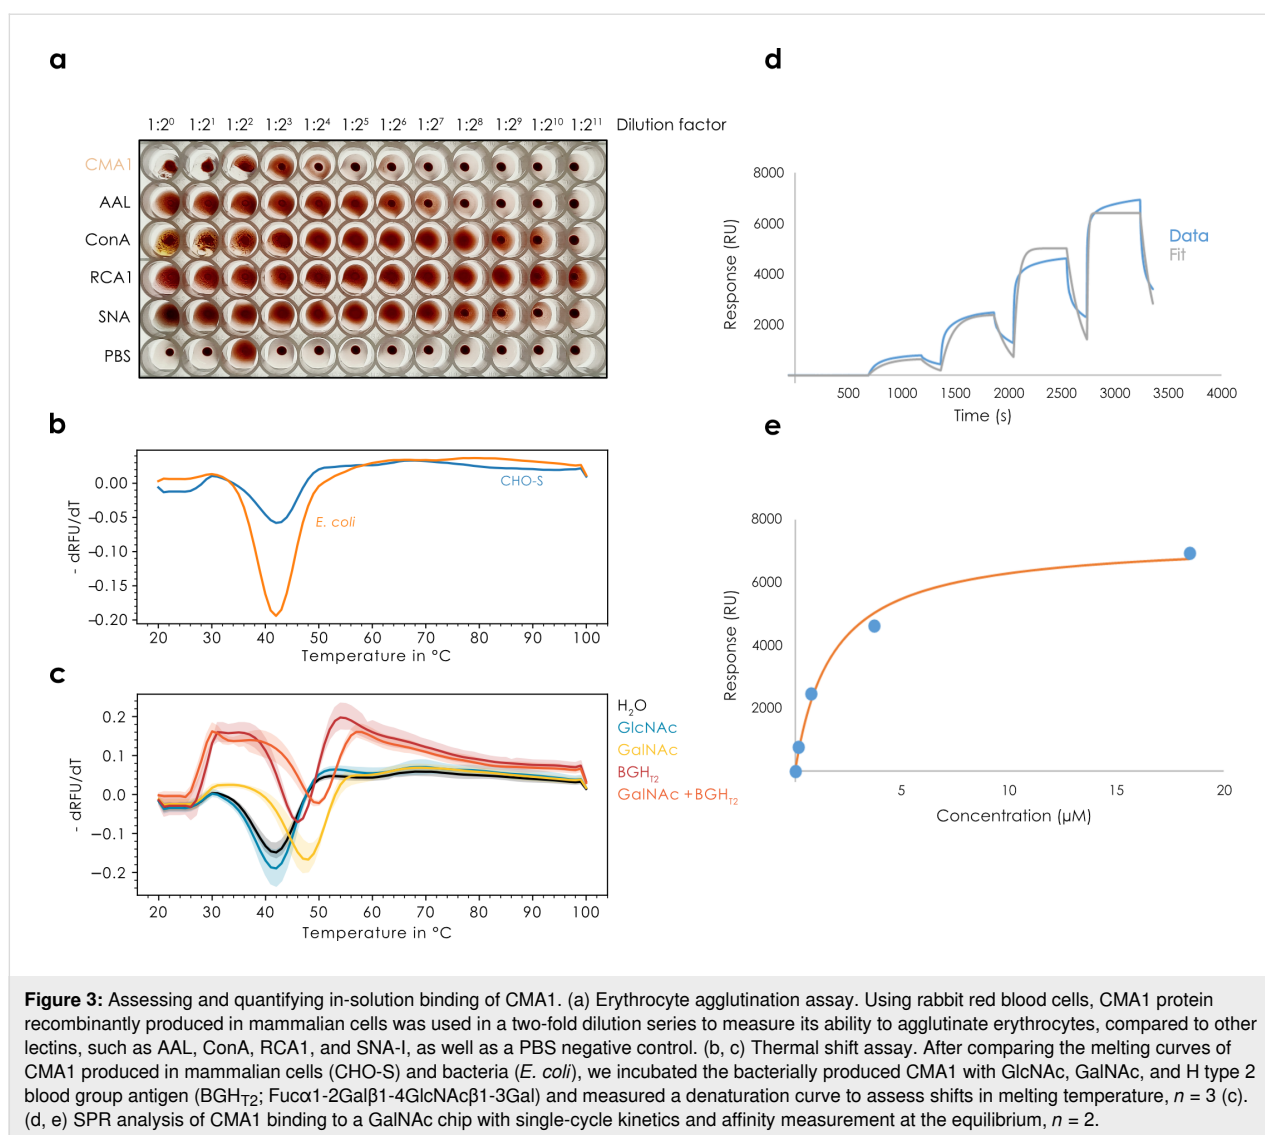 a
1:2⁰ 1:2¹ 1:2² 1:2³ 1:2⁴ 1:2⁵ 1:2⁶ 1:2⁷ 1:2⁸ 1:2⁹ 1:2¹⁰ 1:2¹¹ Dilution factor
CMA1
AAL
ConA
RCA1
SNA
PBS
b
0.00
−0.05
−0.10
−0.15
−0.20
- dRFU/dT
CHO-S
E. coli
20 30 40 50 60 70 80 90 100
Temperature in °C
c
0.2
0.1
0.0
−0.1
−0.2
- dRFU/dT
H₂O
GlcNAc
GalNAc
BGH_T2
GalNAc +BGH_T2
20 30 40 50 60 70 80 90 100
Temperature in °C
d
8000
6000
4000
2000
Response (RU)
Data
Fit
500 1000 1500 2000 2500 3000 3500 4000
Time (s)
e
8000
6000
4000
2000
Response (RU)
5 10 15 20
Concentration (µM)
Figure 3: Assessing and quantifying in-solution binding of CMA1. (a) Erythrocyte agglutination assay. Using rabbit red blood cells, CMA1 protein
recombinantly produced in mammalian cells was used in a two-fold dilution series to measure its ability to agglutinate erythrocytes, compared to other
lectins, such as AAL, ConA, RCA1, and SNA-I, as well as a PBS negative control. (b, c) Thermal shift assay. After comparing the melting curves of
CMA1 produced in mammalian cells (CHO-S) and bacteria (E. coli), we incubated the bacterially produced CMA1 with GlcNAc, GalNAc, and H type 2
blood group antigen (BGH_T2; Fucα1-2Galβ1-4GlcNAcβ1-3Gal) and measured a denaturation curve to assess shifts in melting temperature, n = 3 (c).
(d, e) SPR analysis of CMA1 binding to a GalNAc chip with single-cycle kinetics and affinity measurement at the equilibrium, n = 2.